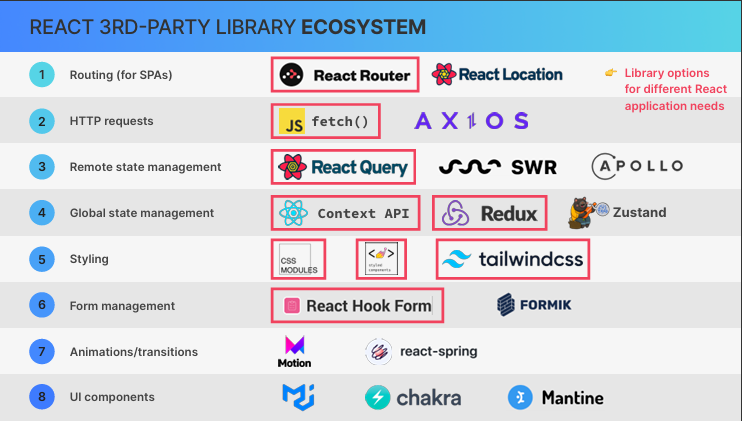 REACT 3RD-PARTY LIBRARY ECOSYSTEM
1 Routing (for SPAs) React Router React Location
👉 Library options
for different React
application needs
2 HTTP requests JS fetch() AXIOS
3 Remote state management React Query SWR APOLLO
4 Global state management Context API Redux Zustand
5 Styling CSS MODULES <💅> styled components tailwindcss
6 Form management React Hook Form FORMIK
7 Animations/transitions Motion react-spring
8 UI components chakra Mantine